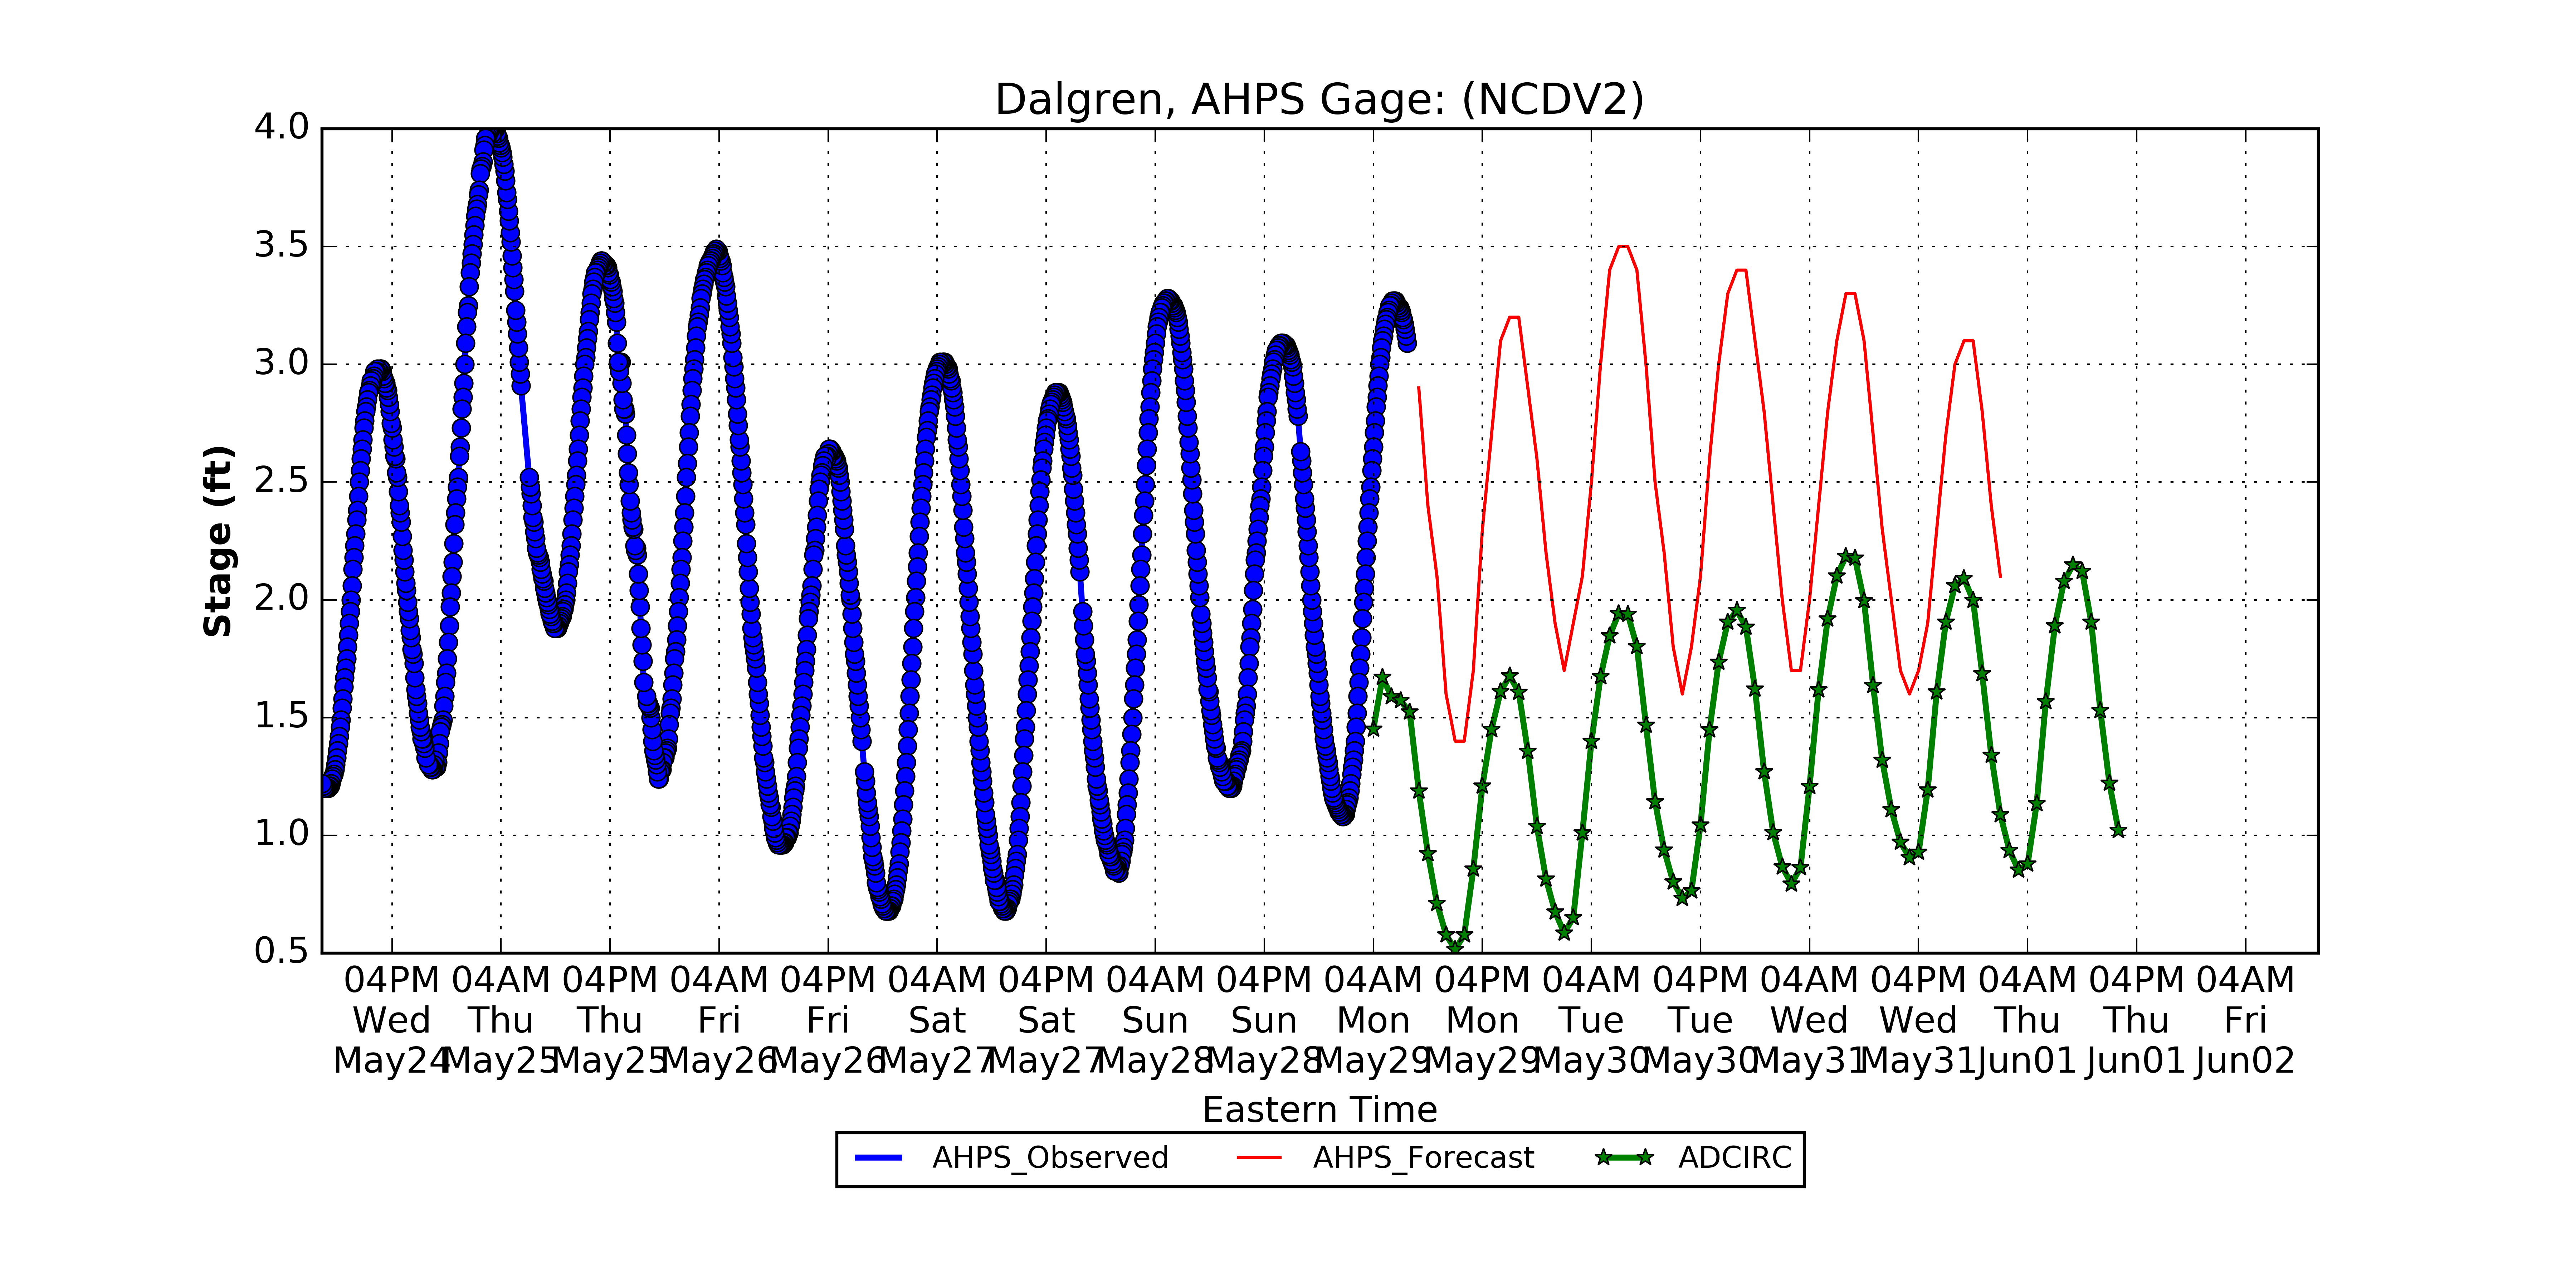 Dalgren, AHPS Gage: (NCDV2)
4.0
3.5
3.0
2.5
2.0
1.5
1.0
0.5
Stage (ft)
04PM 04AM 04PM 04AM 04PM 04AM 04PM 04AM 04PM 04AM 04PM 04AM 04PM 04AM 04PM 04AM 04PM 04AM
Wed Thu Thu Fri Fri Sat Sat Sun Sun Mon Mon Tue Tue Wed Wed Thu Thu Fri
May24 May25 May25 May26 May26 May27 May27 May28 May28 May29 May29 May30 May30 May31 May31 Jun01 Jun01 Jun02
Eastern Time
AHPS_Observed AHPS_Forecast ADCIRC